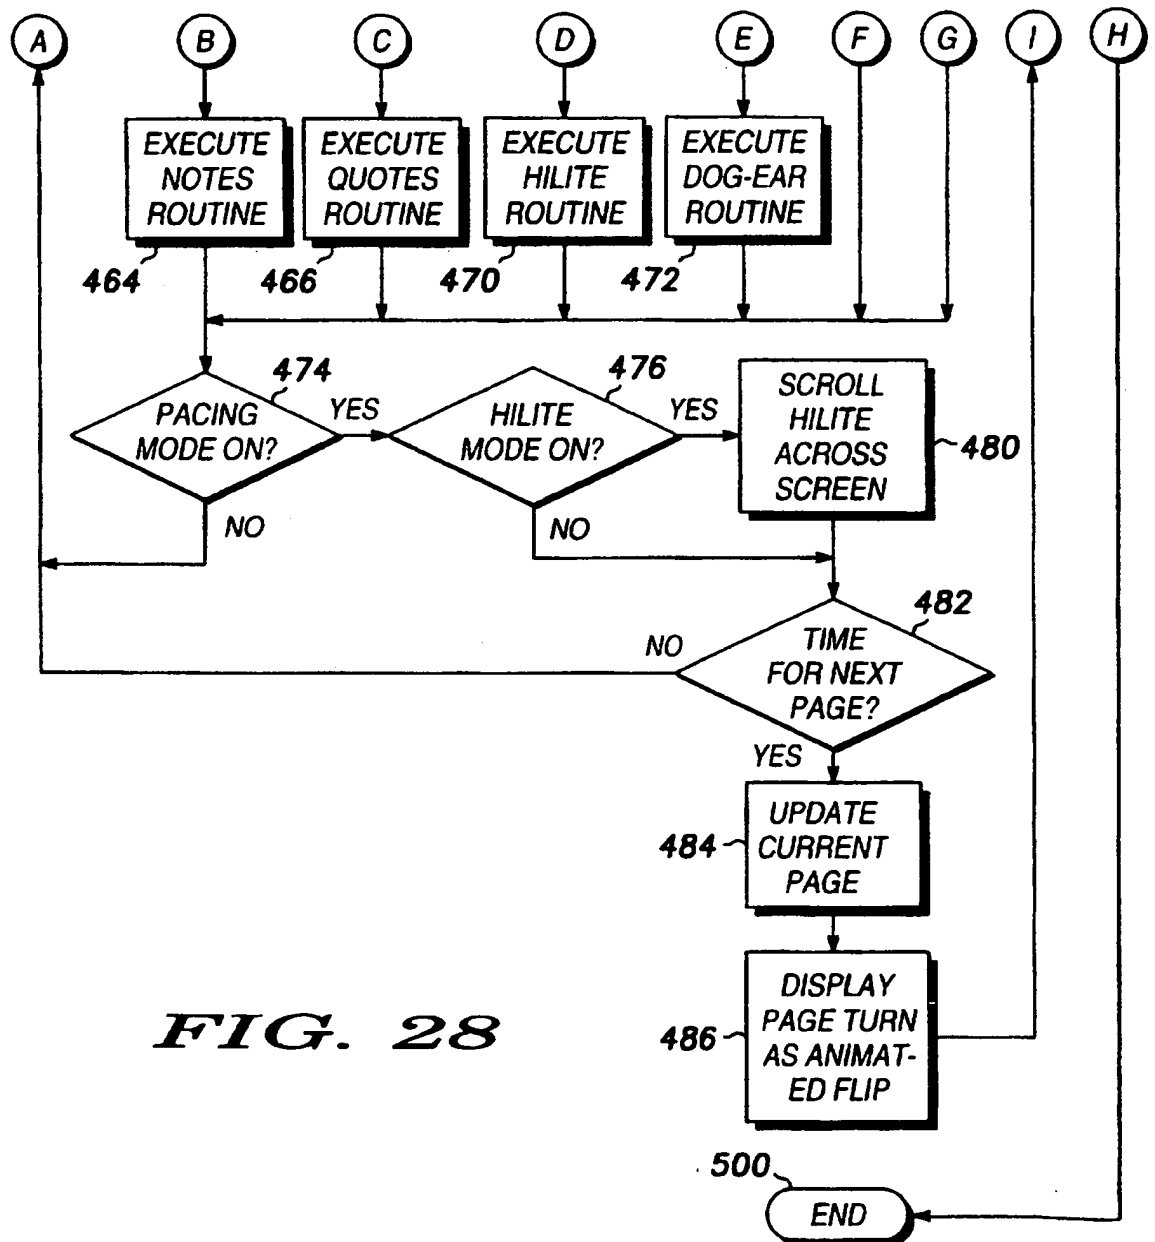 A B C D E F G I H
EXECUTE
NOTES
ROUTINE
464
EXECUTE
QUOTES
ROUTINE
466
EXECUTE
HILITE
ROUTINE
470
EXECUTE
DOG-EAR
ROUTINE
472
PACING
MODE ON?
474
YES
NO
HILITE
MODE ON?
476
YES
NO
SCROLL
HILITE
ACROSS
SCREEN
480
TIME
FOR NEXT
PAGE?
482
NO
YES
UPDATE
CURRENT
PAGE
484
DISPLAY
PAGE TURN
AS ANIMAT-
ED FLIP
486
FIG. 28
500
END